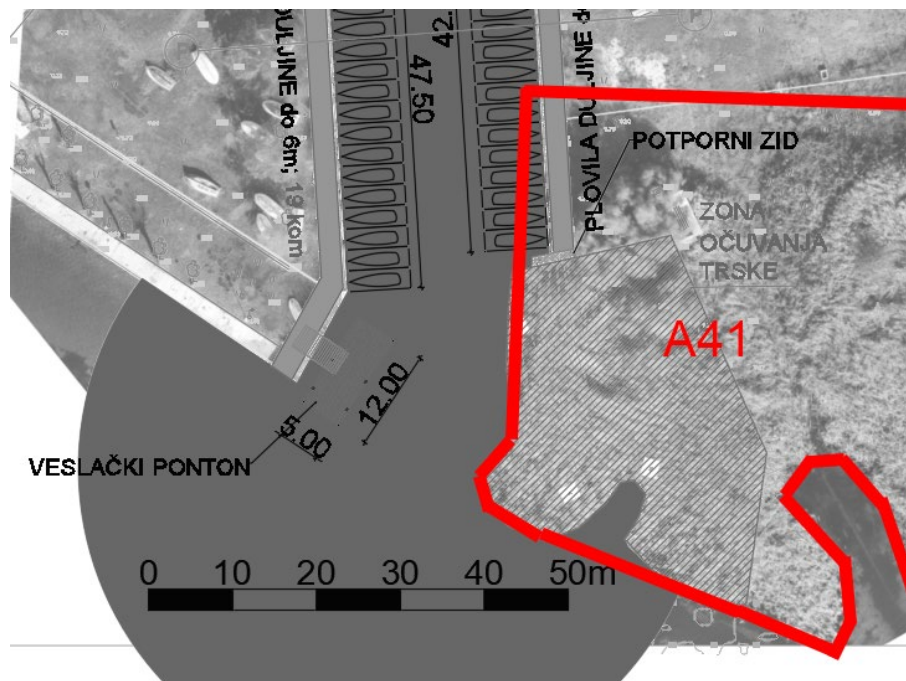 DULJINE do 6m; 19 kom
47.50
42.
PLOVILA DULJINE do
POTPORNI ZID
ZONA
OČUVANJA
TRSKE
A41
12.00
5.00
VESLAČKI PONTON
0 10 20 30 40 50m